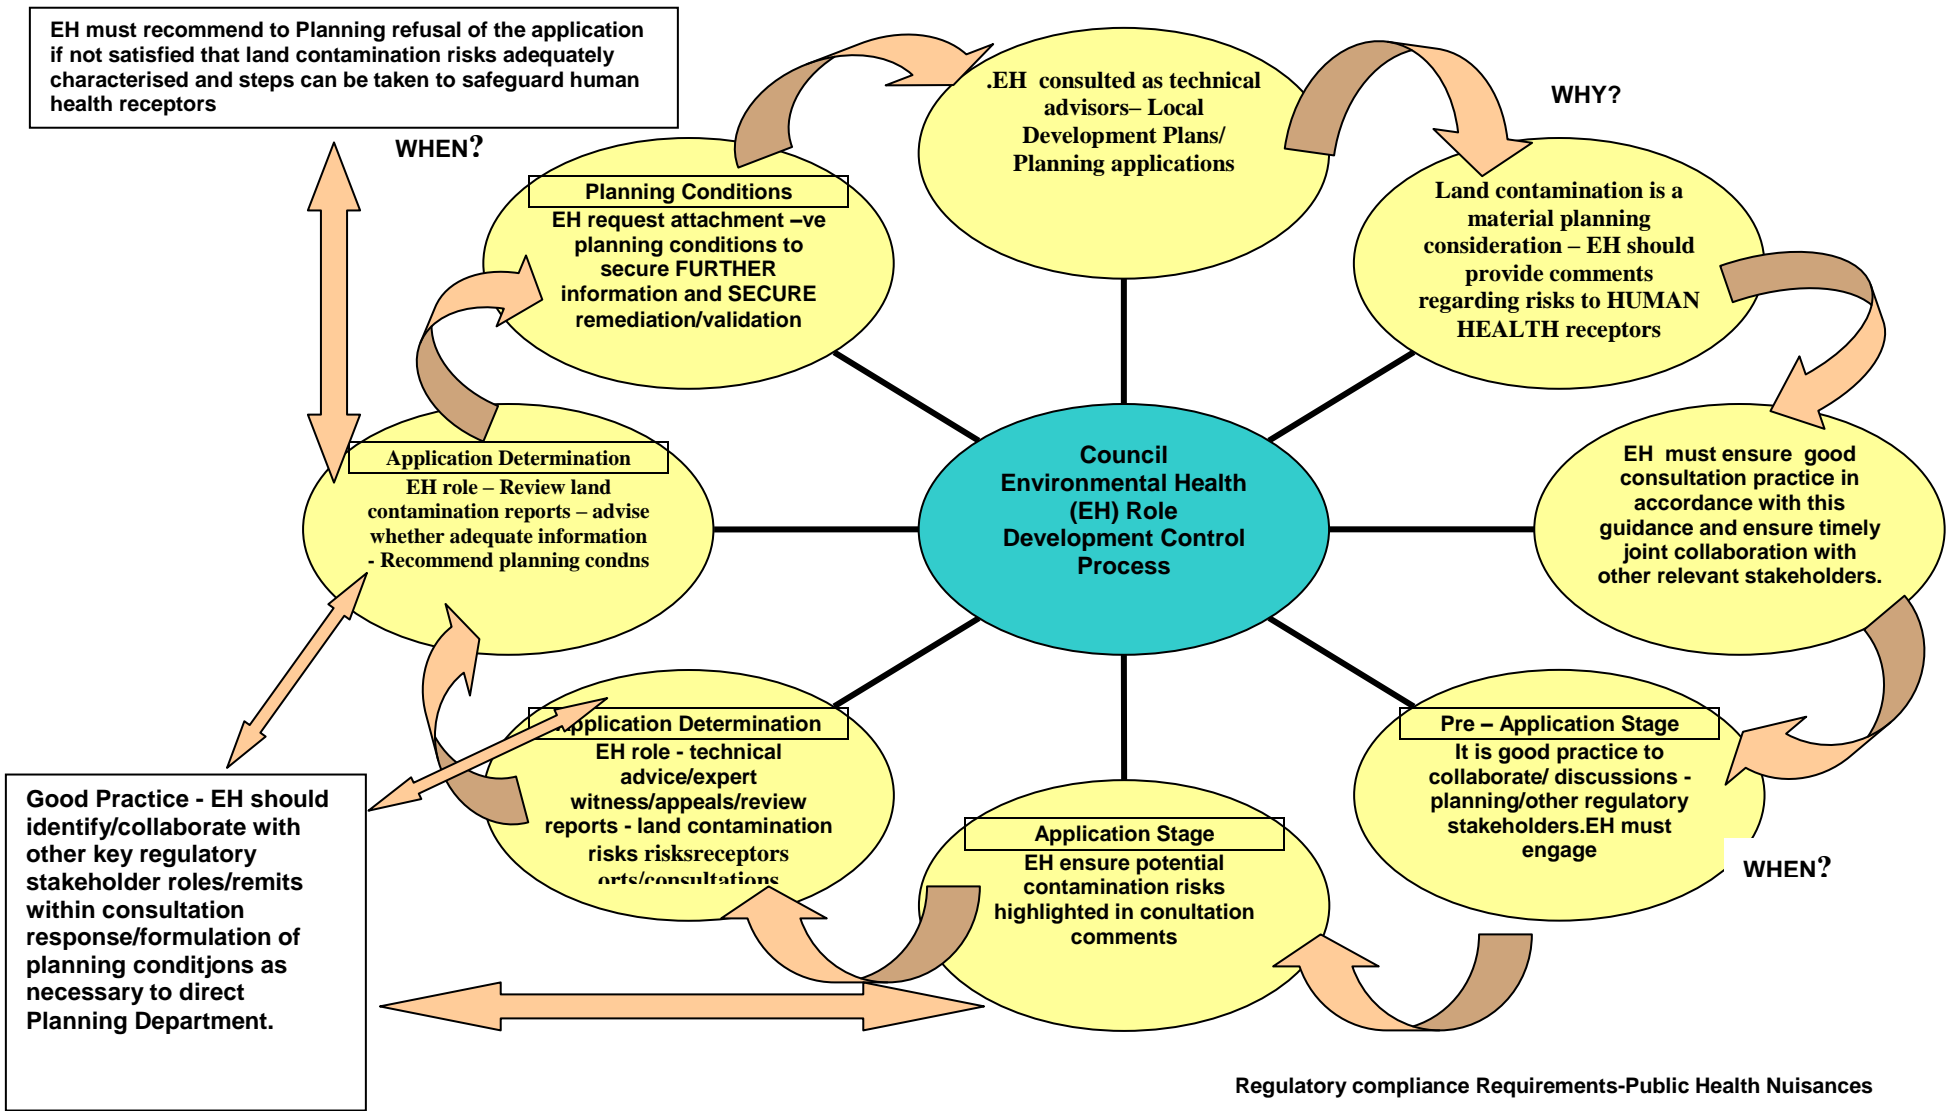 EH must recommend to Planning refusal of the application
if not satisfied that land contamination risks adequately
characterised and steps can be taken to safeguard human
health receptors
WHEN?
.EH consulted as technical
advisors– Local
Development Plans/
Planning applications
WHY?
Land contamination is a
material planning
consideration – EH should
provide comments
regarding risks to HUMAN
HEALTH receptors
Planning Conditions
EH request attachment –ve
planning conditions to
secure FURTHER
information and SECURE
remediation/validation
Application Determination
EH role – Review land
contamination reports – advise
whether adequate information
- Recommend planning condns
Council
Environmental Health
(EH) Role
Development Control
Process
EH must ensure good
consultation practice in
accordance with this
guidance and ensure timely
joint collaboration with
other relevant stakeholders.
Application Determination
EH role - technical
advice/expert
witness/appeals/review
reports - land contamination
risks risksreceptors
orts/consultations
Pre – Application Stage
It is good practice to
collaborate/ discussions -
planning/other regulatory
stakeholders.EH must
engage
WHEN?
Application Stage
EH ensure potential
contamination risks
highlighted in conultation
comments
Good Practice - EH should
identify/collaborate with
other key regulatory
stakeholder roles/remits
within consultation
response/formulation of
planning conditjons as
necessary to direct
Planning Department.
Regulatory compliance Requirements-Public Health Nuisances